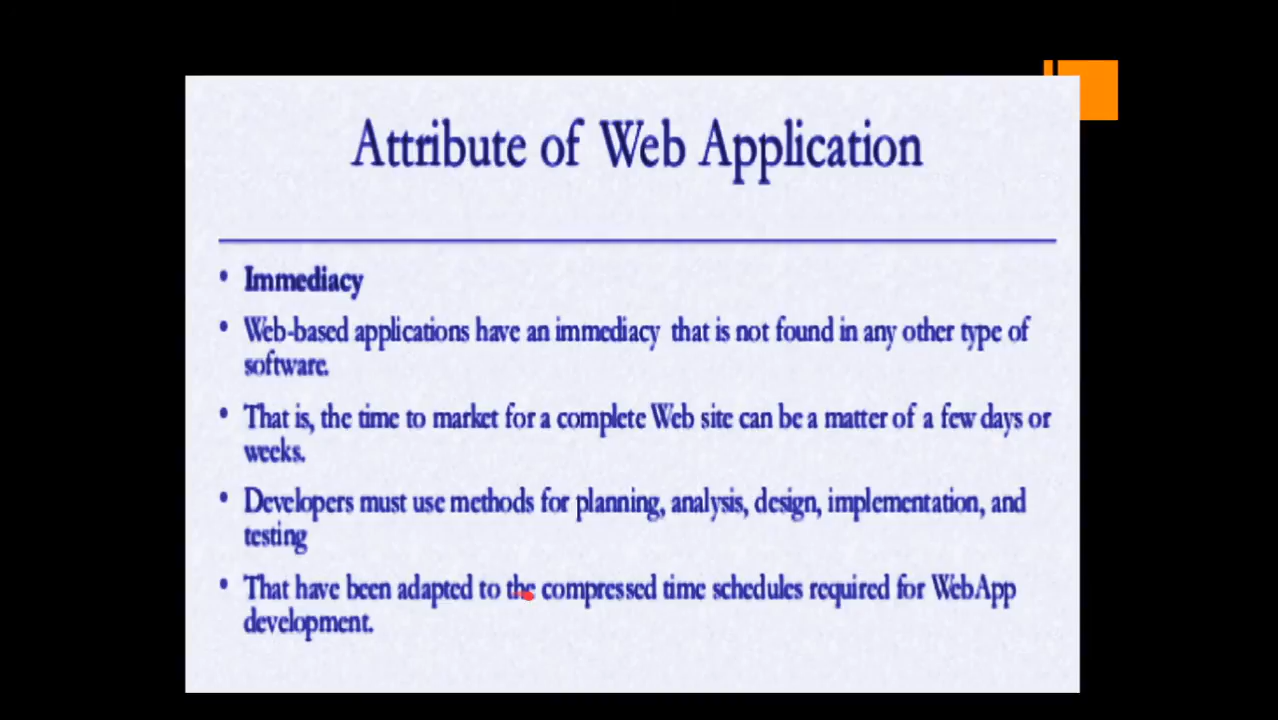 Attribute of Web Application
• Immediacy
• Web-based applications have an immediacy that is not found in any other type of
software.
• That is, the time to market for a complete Web site can be a matter of a few days or
weeks.
• Developers must use methods for planning, analysis, design, implementation, and
testing
• That have been adapted to the compressed time schedules required for WebApp
development.